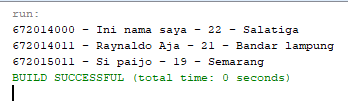 run:
672014000 - Ini nama saya - 22 - Salatiga
672014011 - Raynaldo Aja - 21 - Bandar lampung
672015011 - Si paijo - 19 - Semarang
BUILD SUCCESSFUL (total time: 0 seconds)